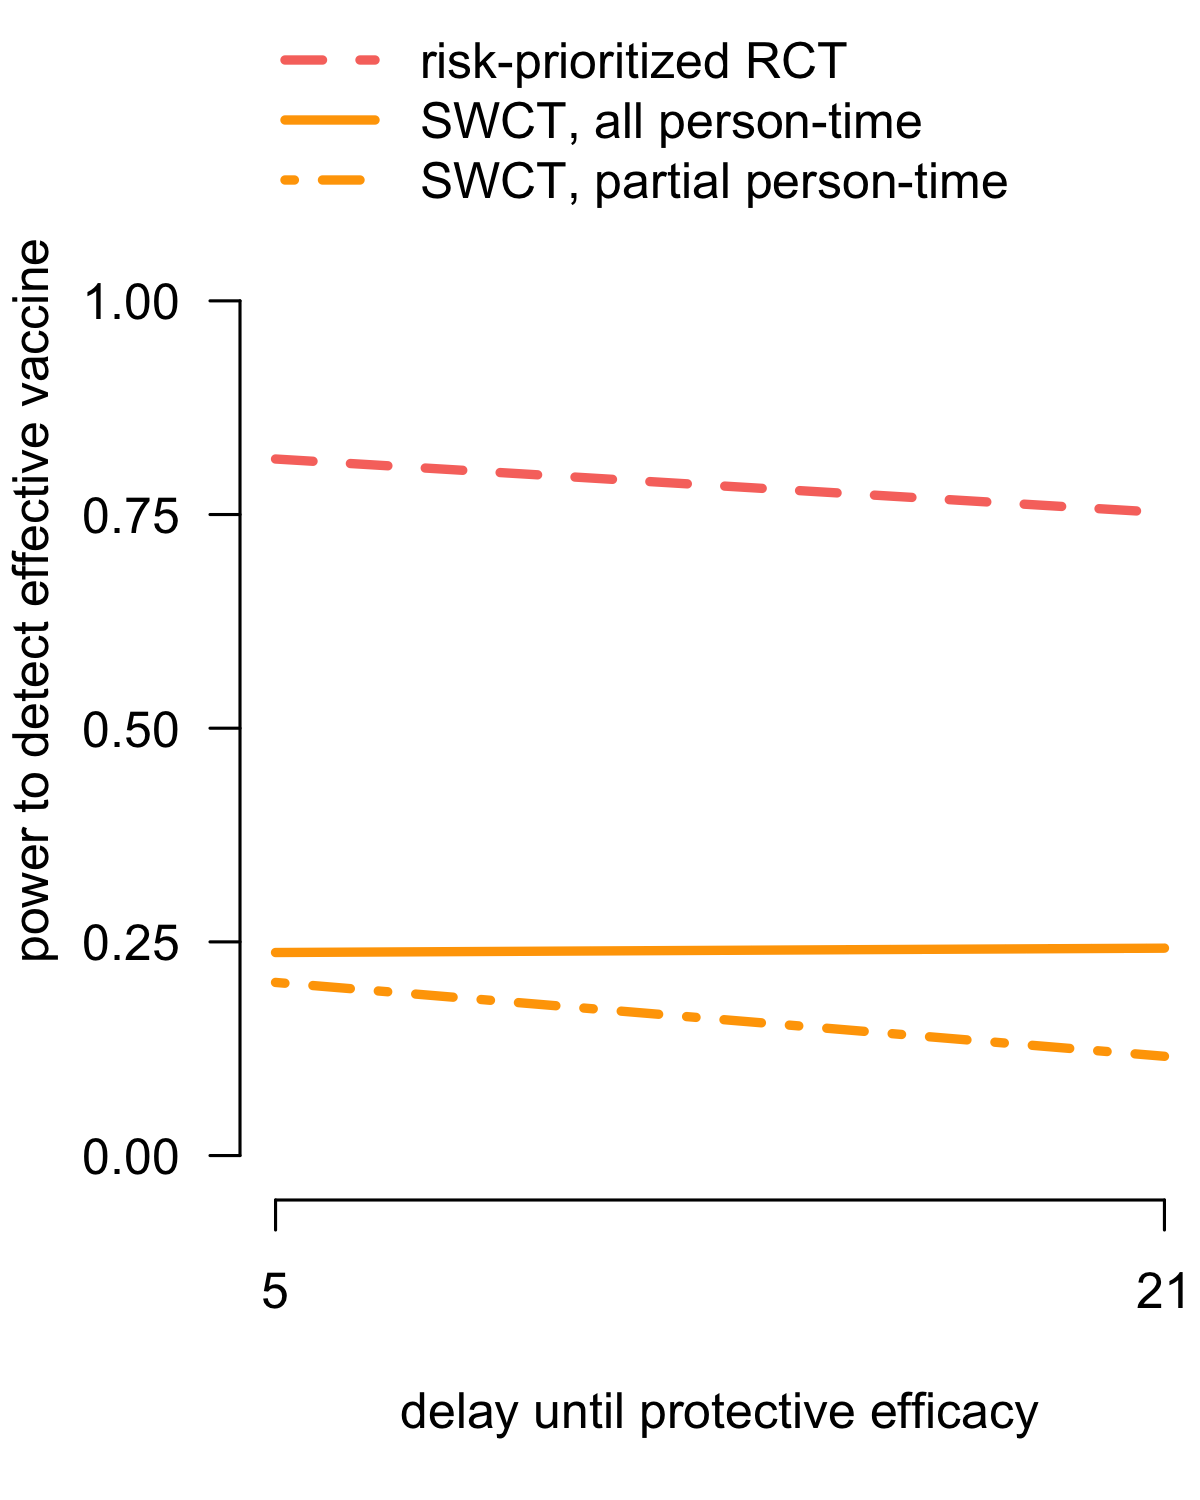 risk-prioritized RCT
SWCT, all person-time
SWCT, partial person-time
power to detect effective vaccine
1.00
0.75
0.50
0.25
0.00
5
21
delay until protective efficacy